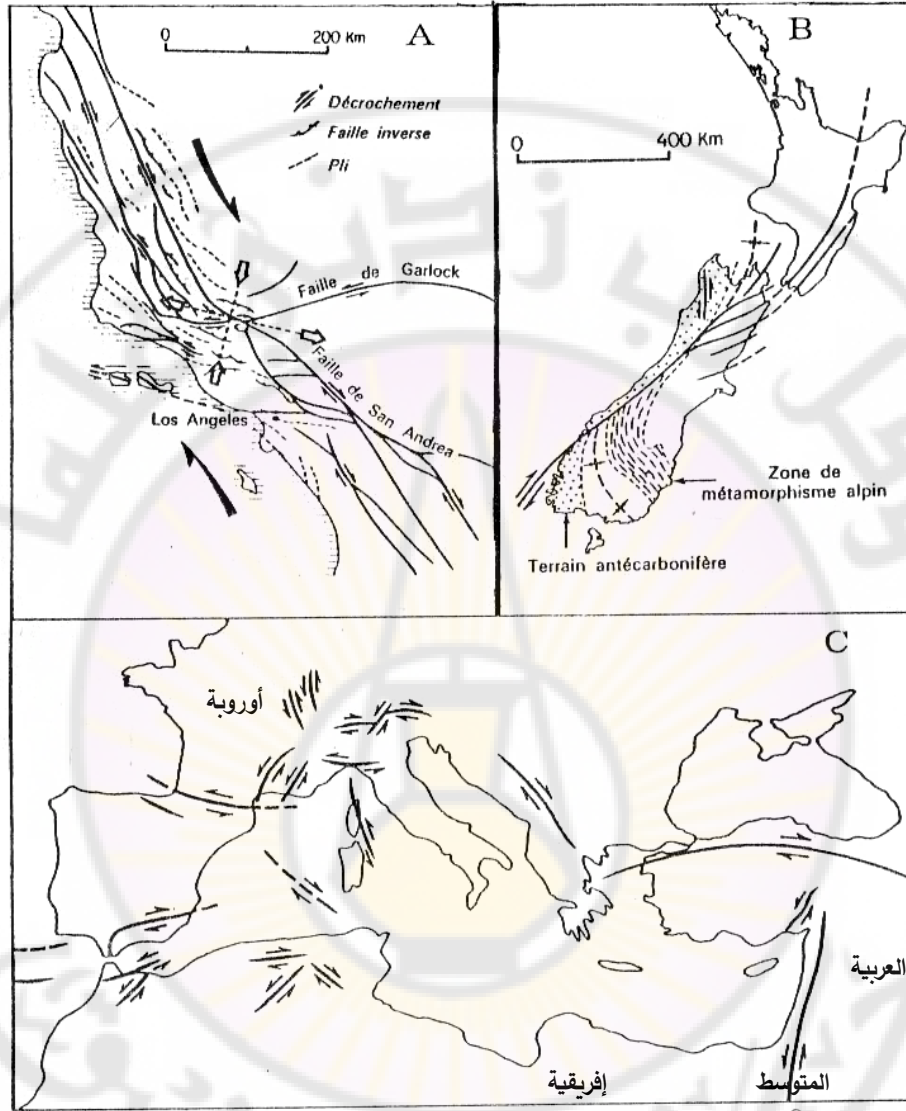 A
0 200 Km
Décrochement
Faille inverse
Pli
Faille de Garlock
Faille de San Andrea
Los Angeles
B
0 400 Km
Zone de
métamorphisme alpin
Terrain antécarbonifère
C
أوروبة
العربية
إفريقية
المتوسط